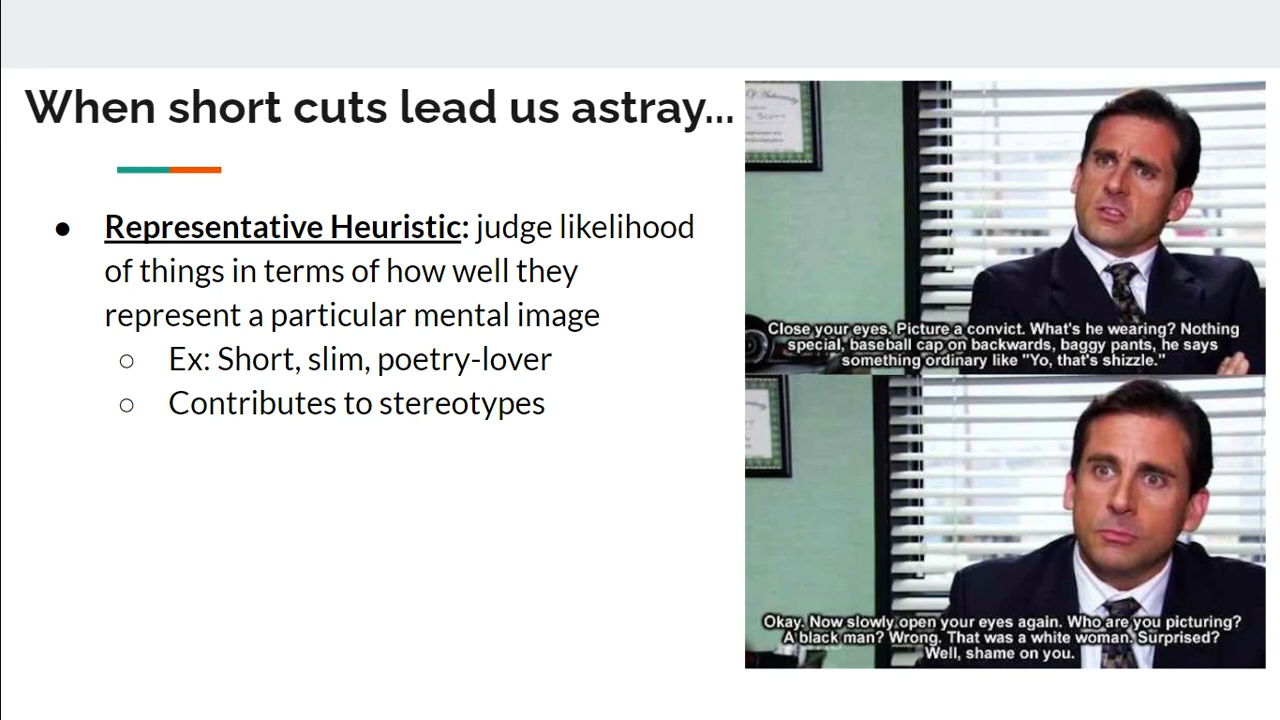 When short cuts lead us astray...
● Representative Heuristic: judge likelihood
of things in terms of how well they
represent a particular mental image
○ Ex: Short, slim, poetry-lover
○ Contributes to stereotypes
Close your eyes. Picture a convict. What's he wearing? Nothing
special, baseball cap on backwards, baggy pants, he says
something ordinary like "Yo, that's shizzle."
Okay. Now slowly open your eyes again. Who are you picturing?
A black man? Wrong. That was a white woman. Surprised?
Well, shame on you.